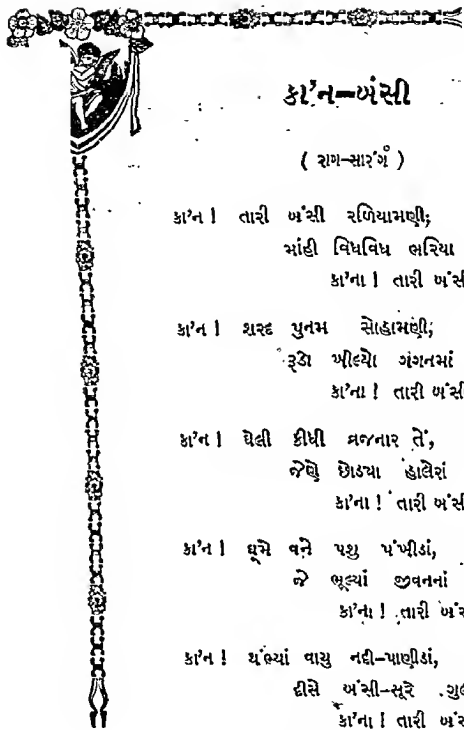 કા'ન–બંસી
( રાગ–સારંગ )
કા'ન ! તારી બંસી રળિયામણી;
માંહી વિધવિધ ભરિયા
કા'ના ! તારી બંસી
કા'ન ! શરદ પુનમ સોહામણી;
રૂડો ખીલ્યો ગગનમાં
કા'ના ! તારી બંસી
કા'ન ! ઘેલી કીધી વ્રજનાર તેં,
જેણે છોડ્યા હાલેરાં
કા'ના ! તારી બંસી
કા'ન ! ઘૂમે વને પશુ પંખીડાં,
જે ભૂલ્યાં જીવનનાં
કા'ના ! તારી બંસી
કા'ન ! થંભ્યાં વાયુ નદી–પાણીડાં,
દીસે બંસી–સૂરે
કા'ના ! તારી બંસી